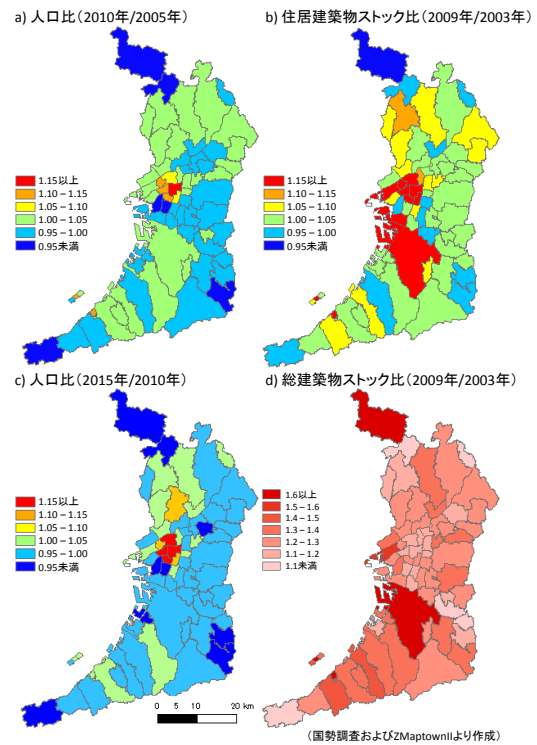 a) 人口比(2010年/2005年)
1.15以上
1.10－1.15
1.05－1.10
1.00－1.05
0.95－1.00
0.95未満
b) 住居建築物ストック比(2009年/2003年)
1.15以上
1.10－1.15
1.05－1.10
1.00－1.05
0.95－1.00
0.95未満
c) 人口比(2015年/2010年)
1.15以上
1.10－1.15
1.05－1.10
1.00－1.05
0.95－1.00
0.95未満
0 5 10 20 km
d) 総建築物ストック比(2009年/2003年)
1.6以上
1.5－1.6
1.4－1.5
1.3－1.4
1.2－1.3
1.1－1.2
1.1未満
(国勢調査およびZMaptownIIより作成)